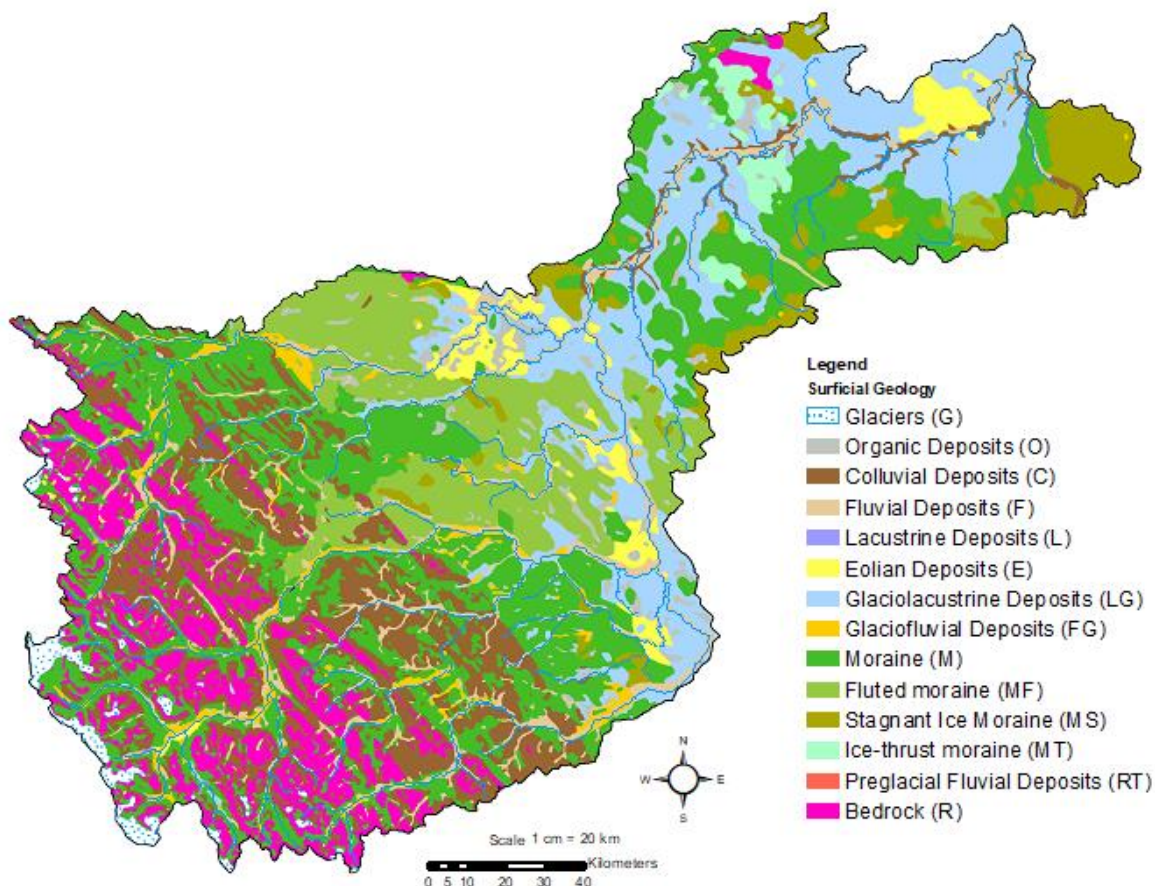 Legend
Surficial Geology
Glaciers (G)
Organic Deposits (O)
Colluvial Deposits (C)
Fluvial Deposits (F)
Lacustrine Deposits (L)
Eolian Deposits (E)
Glaciolacustrine Deposits (LG)
Glaciofluvial Deposits (FG)
Moraine (M)
Fluted moraine (MF)
Stagnant Ice Moraine (MS)
Ice-thrust moraine (MT)
Preglacial Fluvial Deposits (RT)
Bedrock (R)
N
W E
S
Scale 1 cm = 20 km
Kilometers
0 5 10 20 30 40